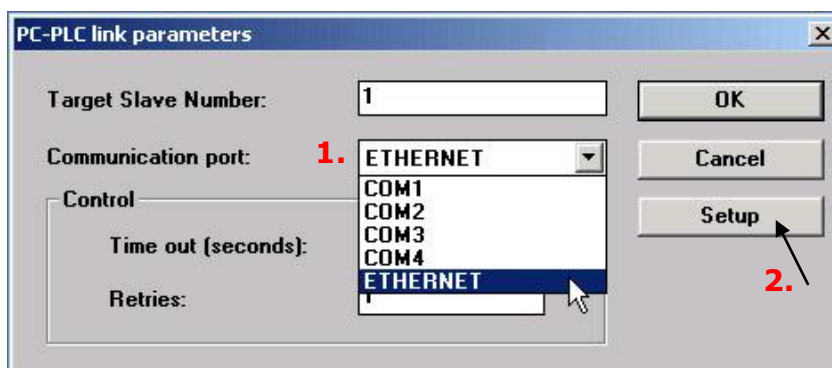 PC-PLC link parameters
Target Slave Number: 1 OK
Communication port: 1. ETHERNET Cancel
Control
COM1
COM2
COM3
COM4
ETHERNET
Setup
Time out (seconds):
2.
Retries: